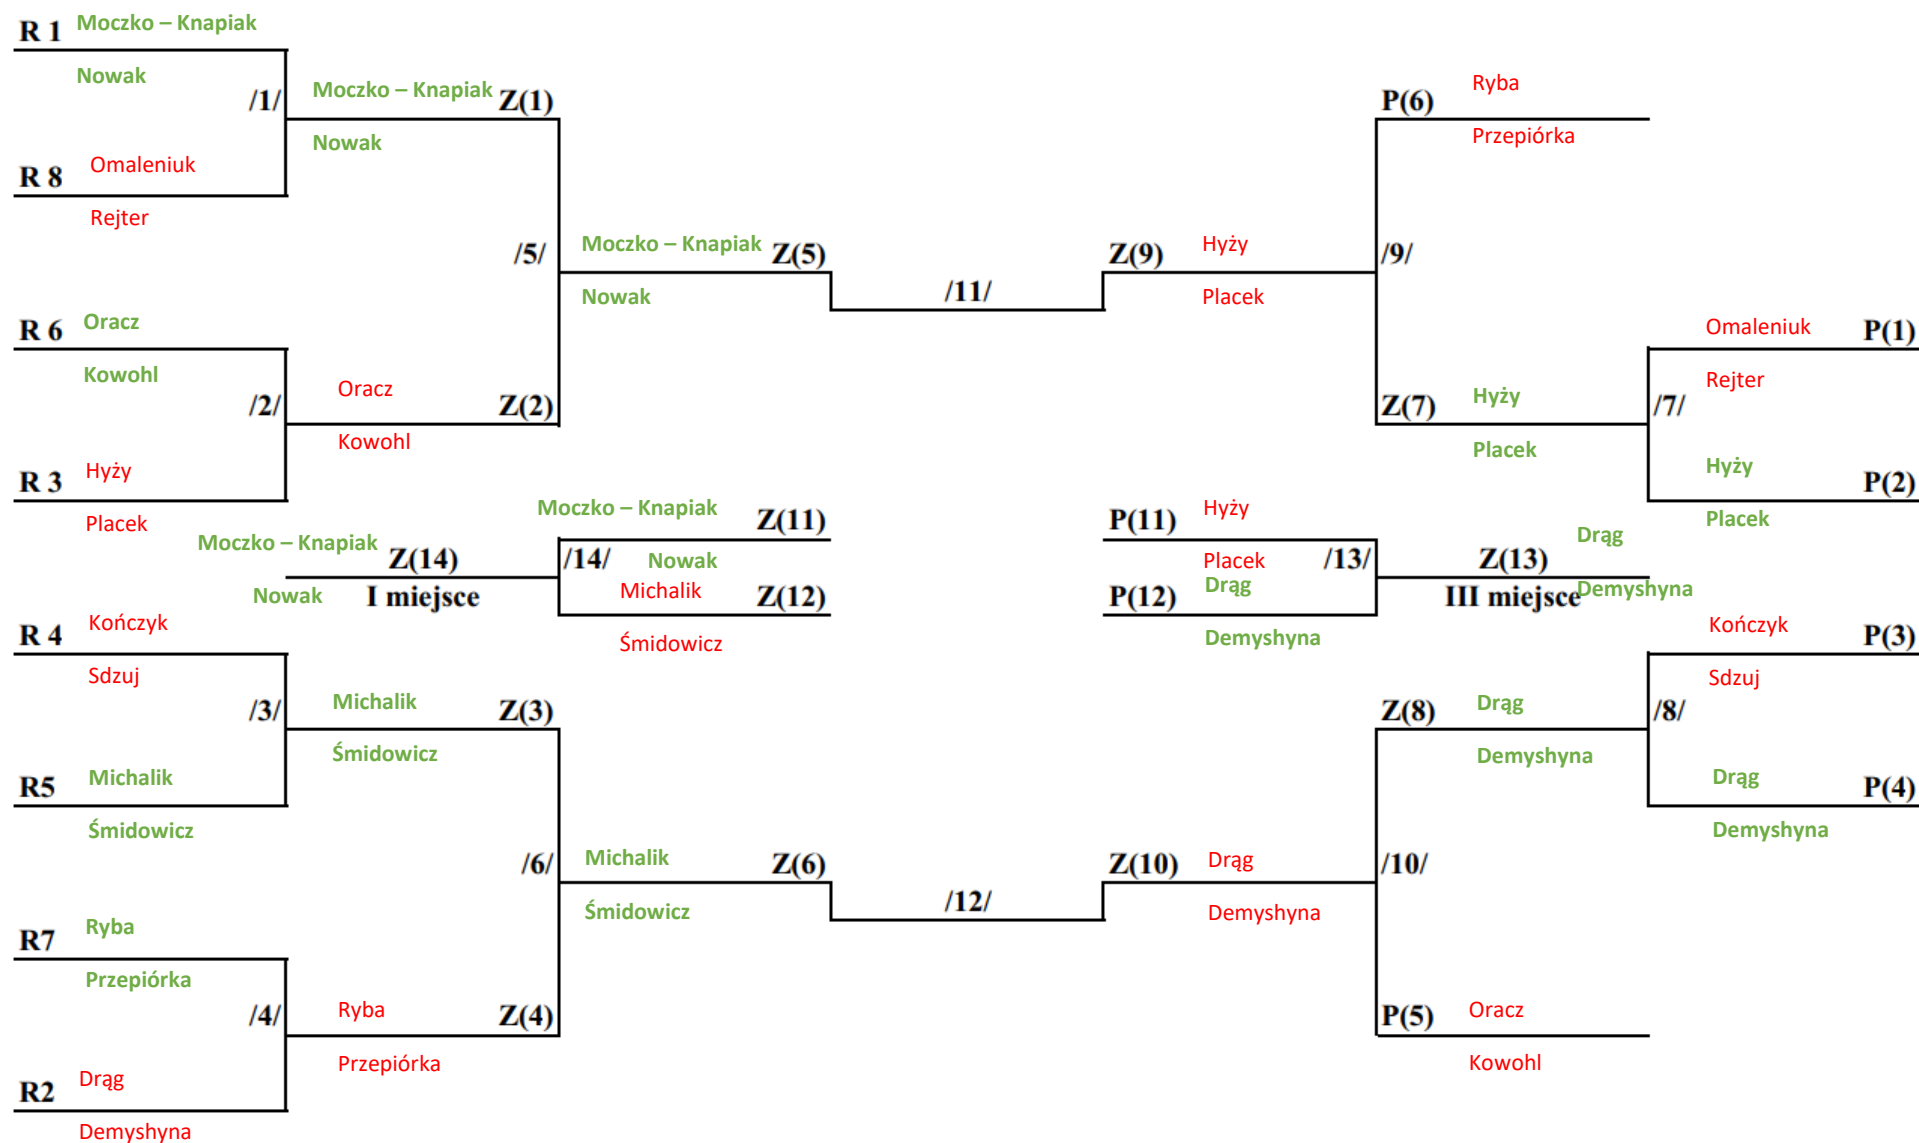 R 1 Moczko – Knapiak
Nowak
/1/
R 8 Omaleniuk
Rejter
Moczko – Knapiak Z(1)
Nowak
/5/
R 6 Oracz
Kowohl
/2/
R 3 Hyży
Placek
Oracz Z(2)
Kowohl
Moczko – Knapiak Z(5)
Nowak
/11/
Z(9) Hyży
Placek
P(6) Ryba
Przepiórka
/9/
Z(7) Hyży
Placek
Omaleniuk P(1)
Rejter
/7/
Hyży P(2)
Placek
Moczko – Knapiak Z(14)
Nowak I miejsce
/14/
Moczko – Knapiak Z(11)
Nowak
Michalik Z(12)
Śmidowicz
P(11) Hyży
Placek
P(12) Drąg
Demyshyna
/13/
Z(13) Drąg
III miejsce Demyshyna
R 4 Kończyk
Sdzuj
/3/
R5 Michalik
Śmidowicz
Michalik Z(3)
Śmidowicz
/6/
R7 Ryba
Przepiórka
/4/
R2 Drąg
Demyshyna
Ryba Z(4)
Przepiórka
Michalik Z(6)
Śmidowicz
/12/
Z(10) Drąg
Demyshyna
Z(8) Drąg
Demyshyna
/10/
P(5) Oracz
Kowohl
Kończyk P(3)
Sdzuj
/8/
Drąg P(4)
Demyshyna